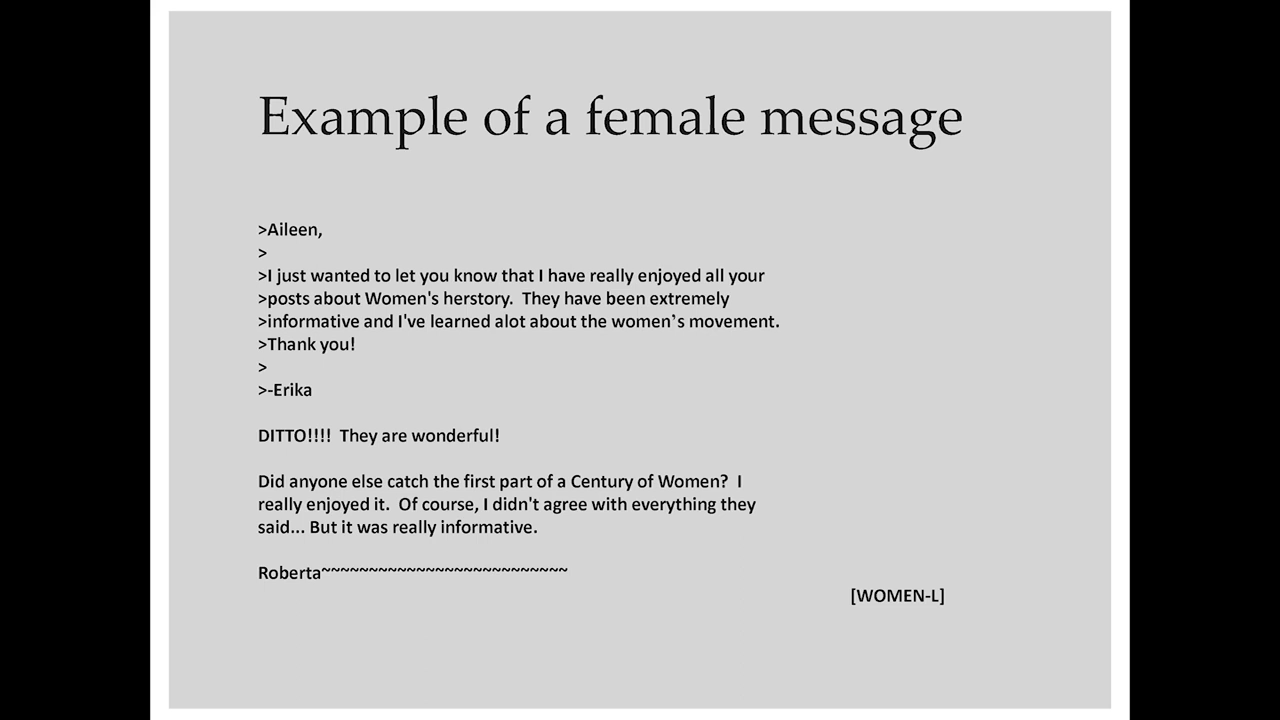 Example of a female message
>Aileen,
>
>I just wanted to let you know that I have really enjoyed all your
>posts about Women's herstory.  They have been extremely
>informative and I've learned alot about the women’s movement.
>Thank you!
>
>-Erika
DITTO!!!!  They are wonderful!
Did anyone else catch the first part of a Century of Women?  I
really enjoyed it.  Of course, I didn't agree with everything they
said... But it was really informative.
Roberta~~~~~~~~~~~~~~~~~~~~~~~~~~
[WOMEN-L]